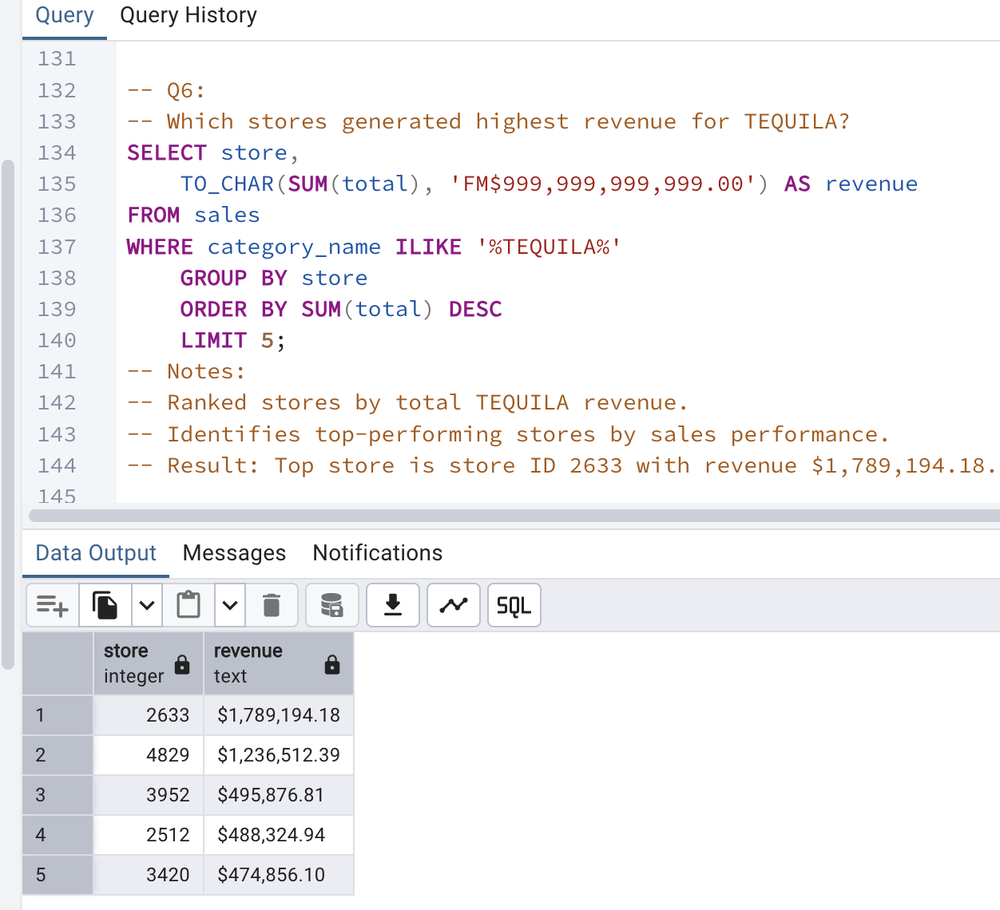 Query Query History
131
132 -- Q6:
133 -- Which stores generated highest revenue for TEQUILA?
134 SELECT store,
135 TO_CHAR(SUM(total), 'FM$999,999,999,999.00') AS revenue
136 FROM sales
137 WHERE category_name ILIKE '%TEQUILA%'
138 GROUP BY store
139 ORDER BY SUM(total) DESC
140 LIMIT 5;
141 -- Notes:
142 -- Ranked stores by total TEQUILA revenue.
143 -- Identifies top-performing stores by sales performance.
144 -- Result: Top store is store ID 2633 with revenue $1,789,194.18.
145
Data Output Messages Notifications
SQL
store revenue
integer text
1 2633 $1,789,194.18
2 4829 $1,236,512.39
3 3952 $495,876.81
4 2512 $488,324.94
5 3420 $474,856.10